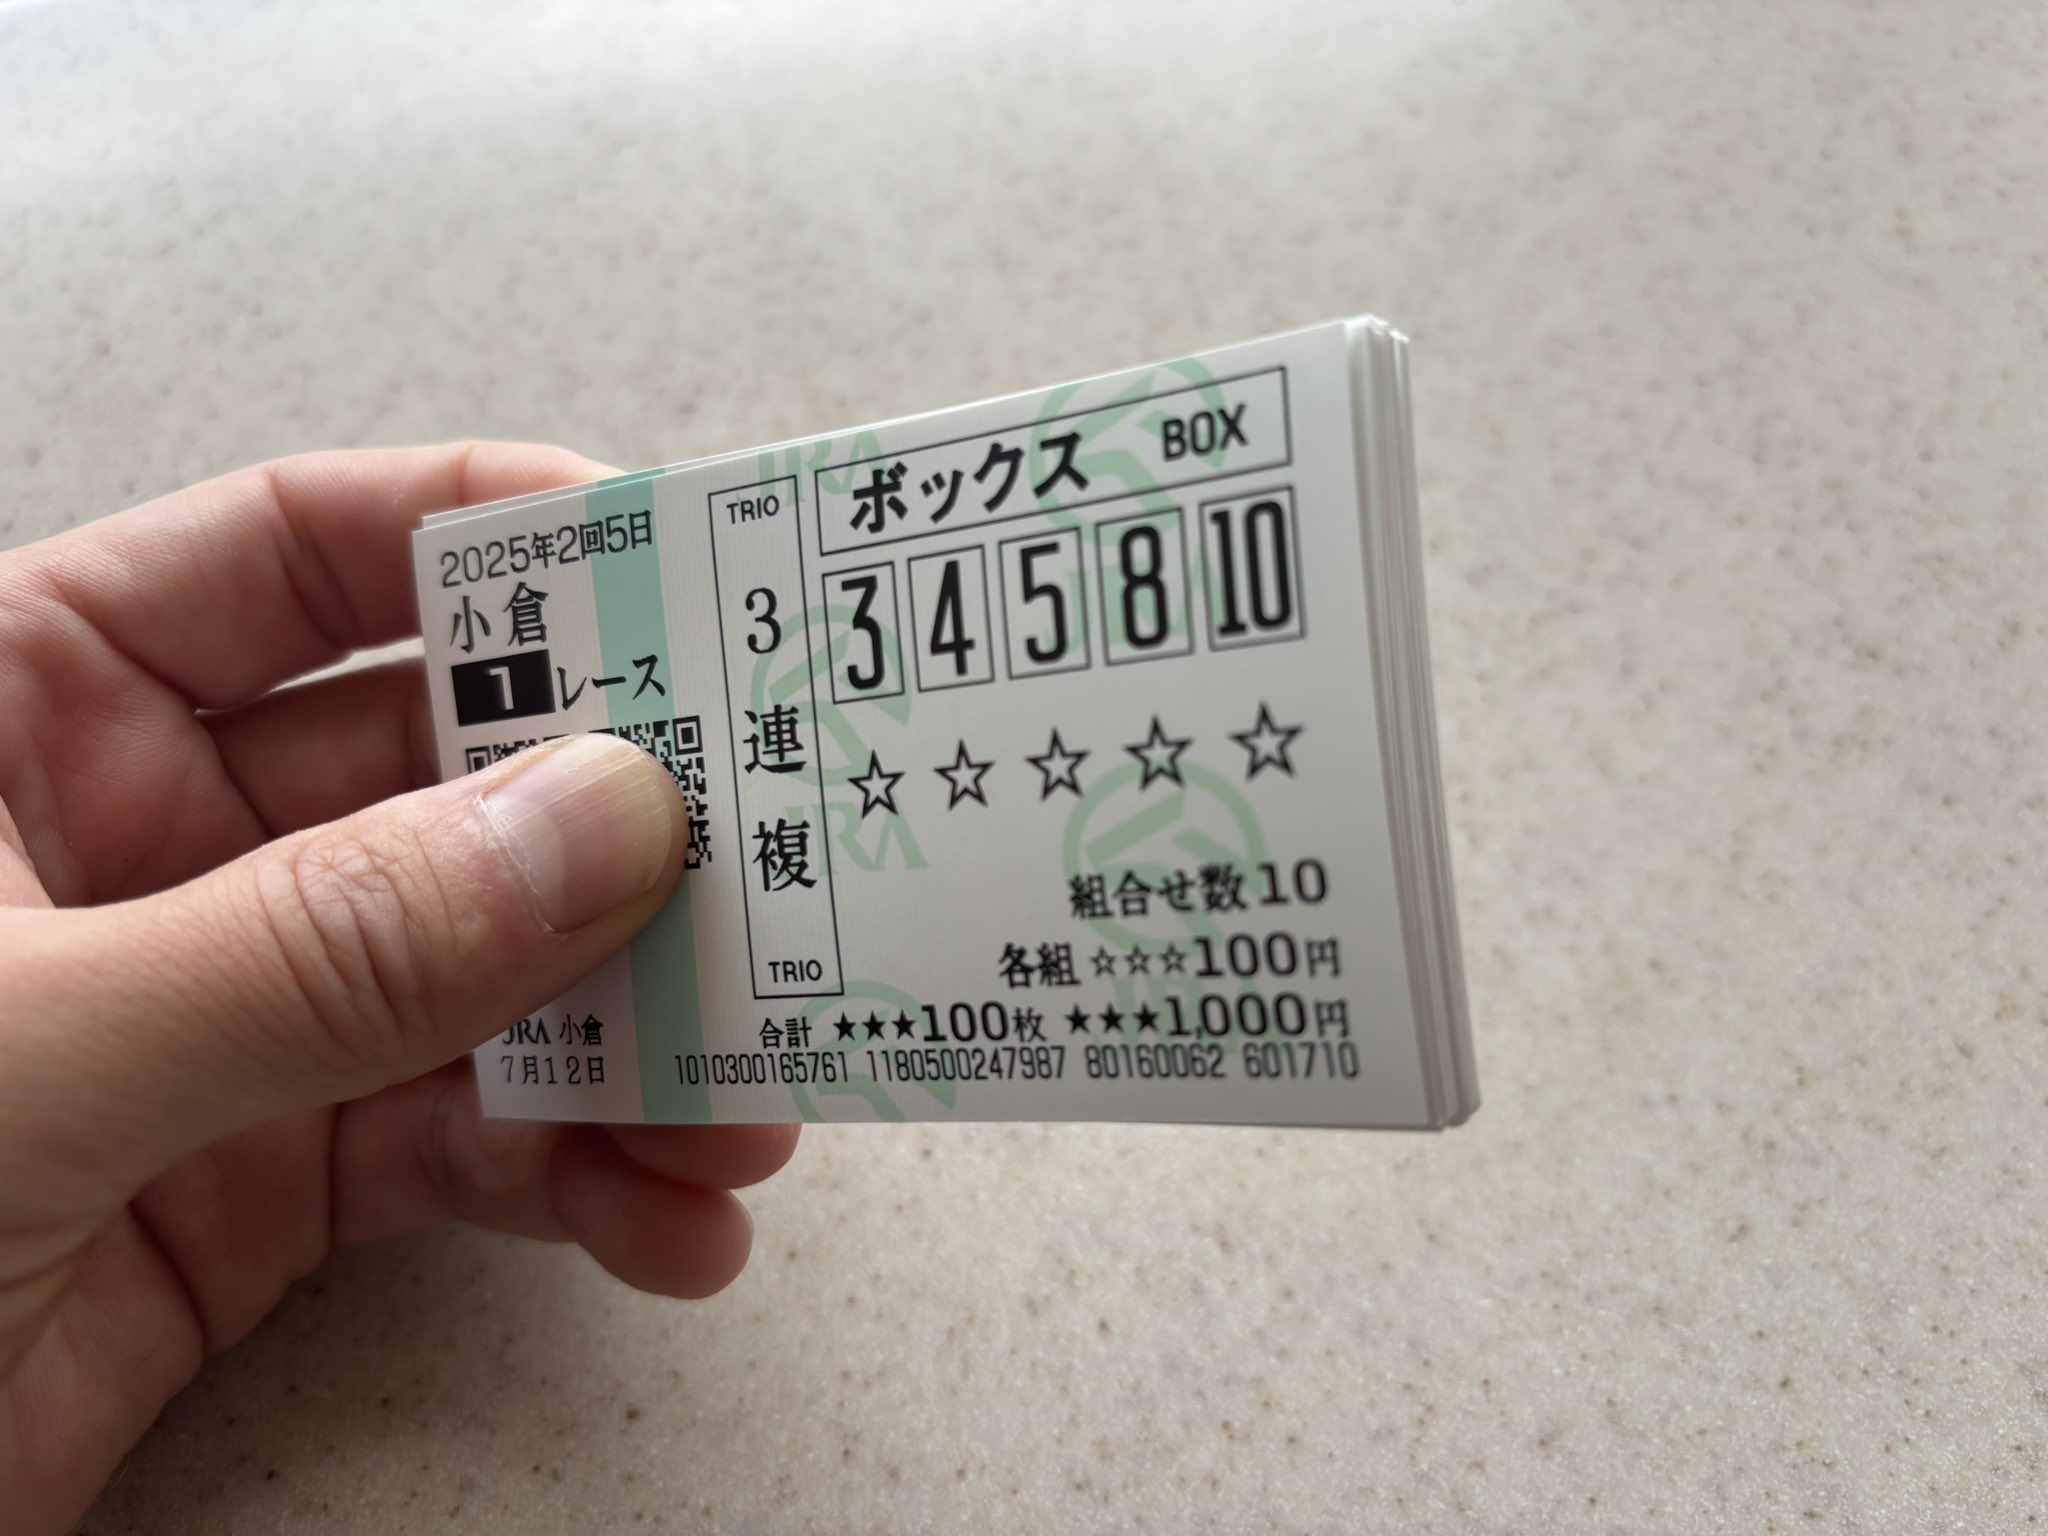 2025年2回5日
小倉
1レース
JRA 小倉
7月12日
TRIO
3連複
TRIO
ボックス BOX
3 4 5 8 10
☆ ☆ ☆ ☆ ☆
組合せ数10
各組 ☆☆☆100円
合計 ★★★100枚 ★★★1,000円
1010300165761 1180500247987 80160062 601710
JRA
JRA